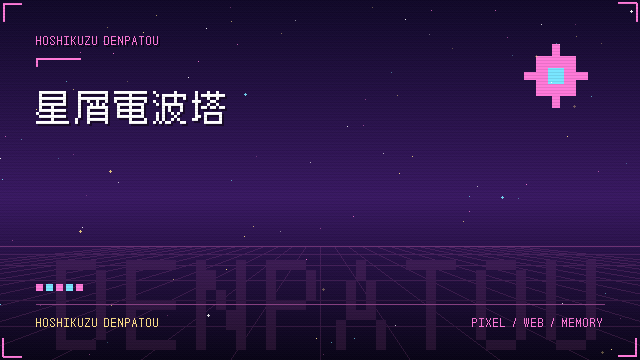 HOSHIKUZU DENPATOU
星屑電波塔
DENPATOU
HOSHIKUZU DENPATOU
PIXEL / WEB / MEMORY